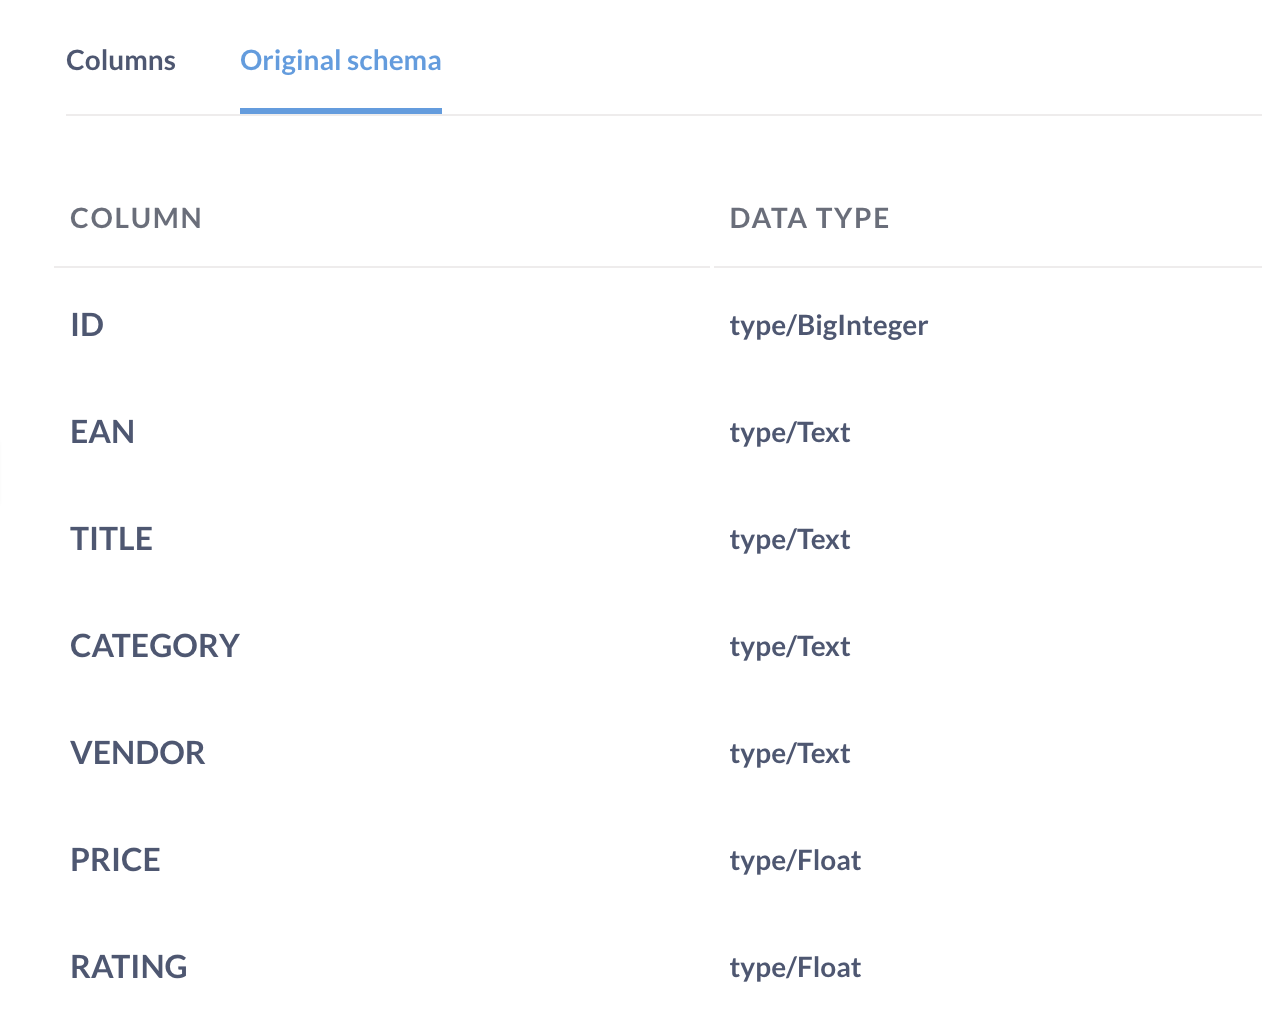 Columns Original schema
COLUMN DATA TYPE
ID type/BigInteger
EAN type/Text
TITLE type/Text
CATEGORY type/Text
VENDOR type/Text
PRICE type/Float
RATING type/Float